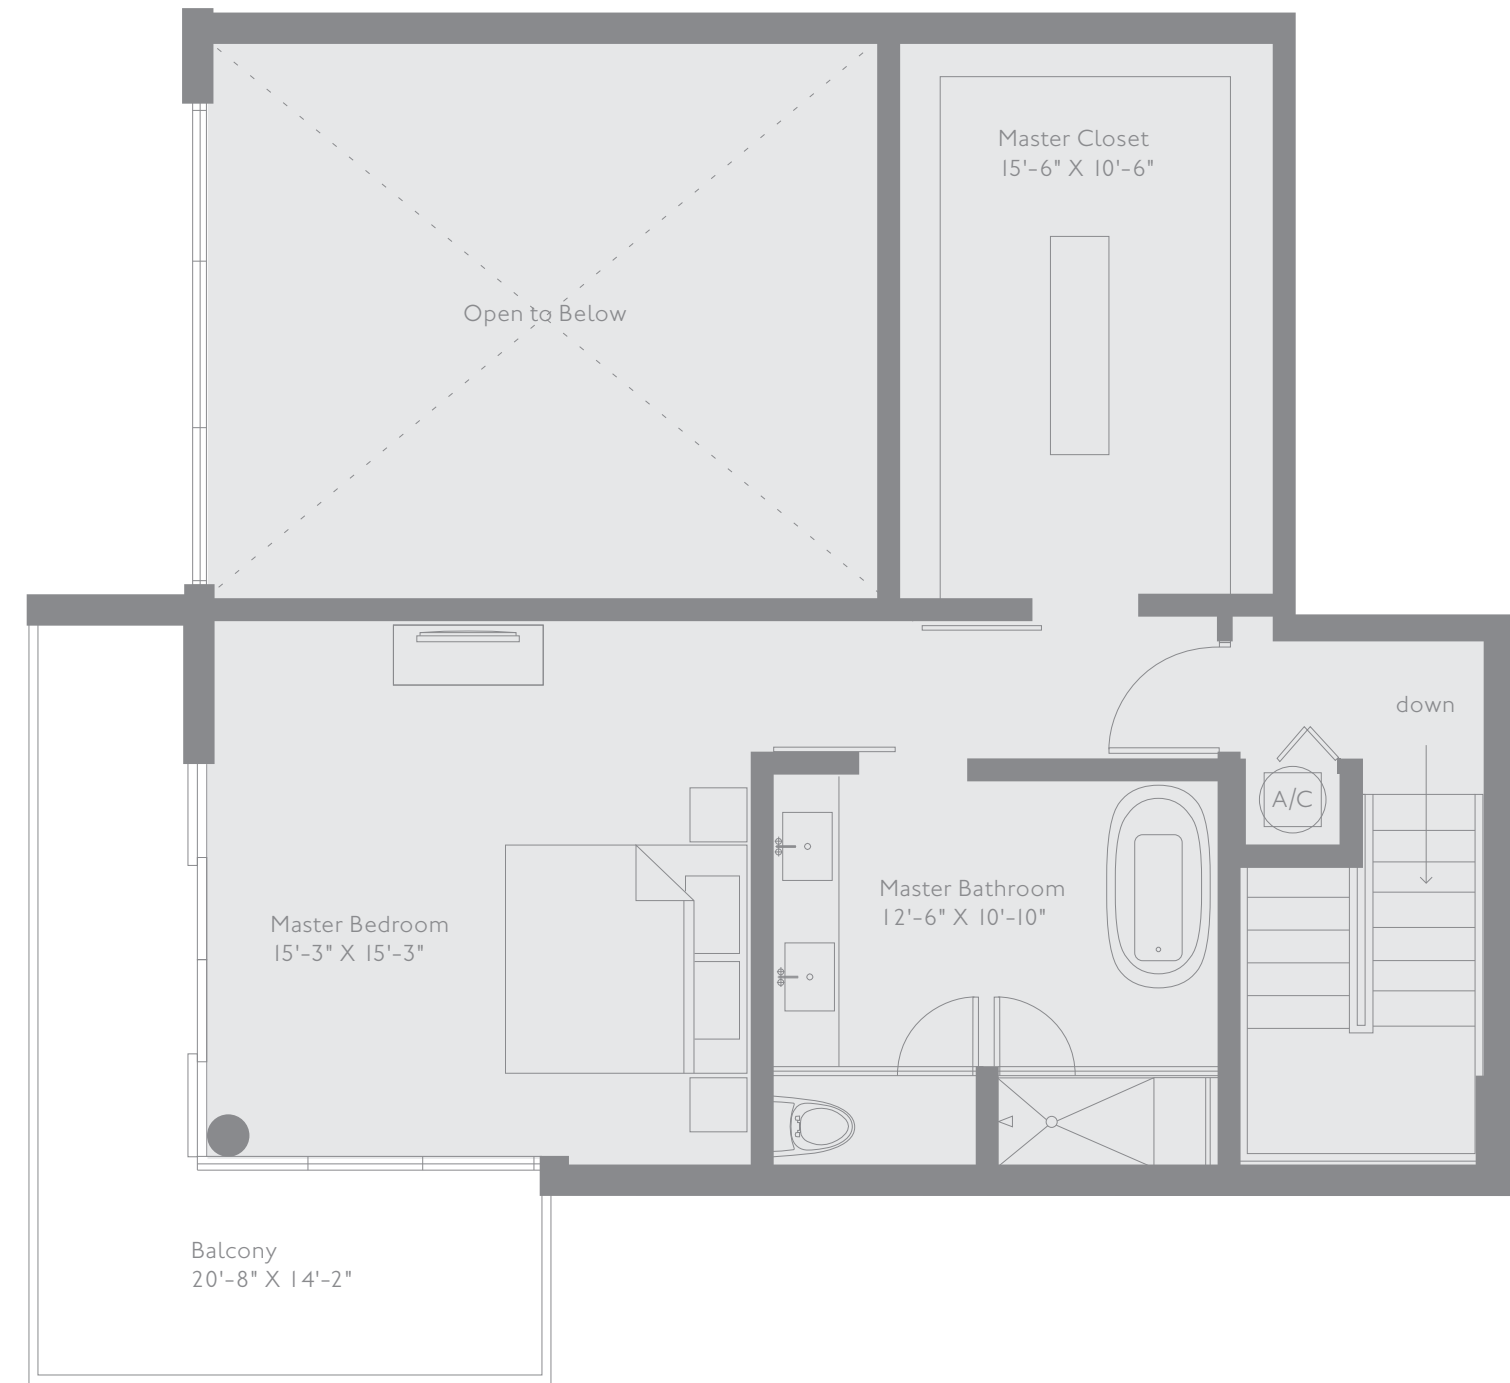 Master Closet
15'-6" X 10'-6"
Open to Below
down
A/C
Master Bathroom
12'-6" X 10'-10"
Master Bedroom
15'-3" X 15'-3"
Balcony
20'-8" X 14'-2"